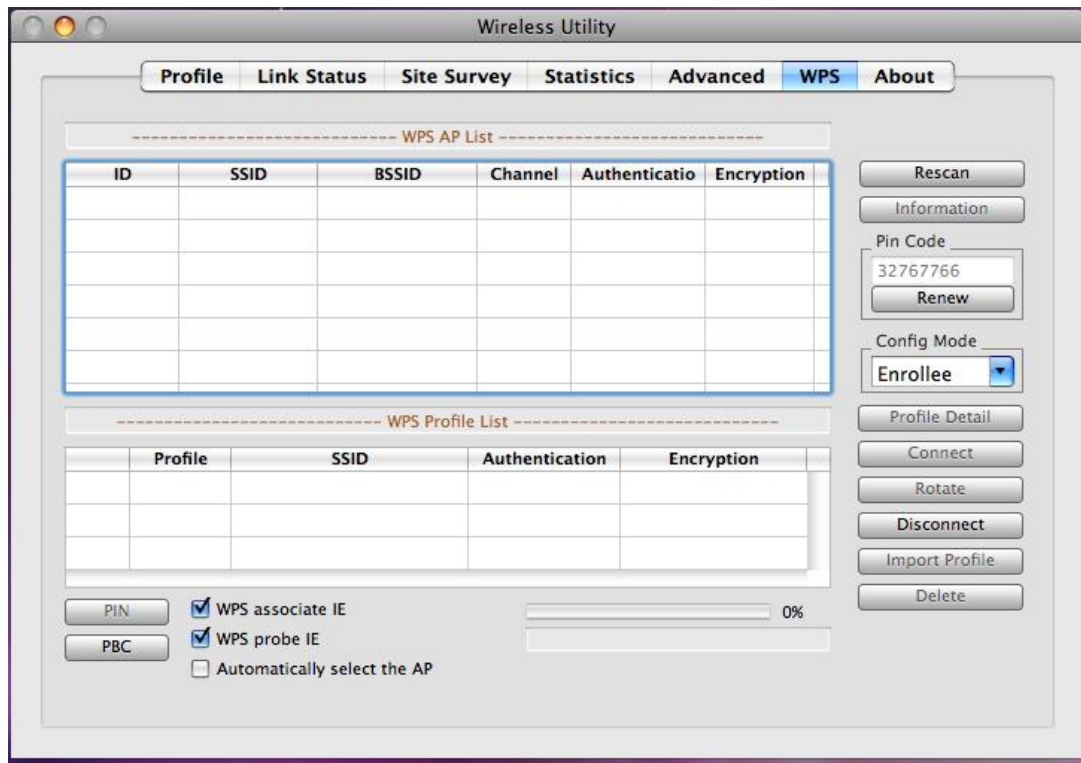 Wireless Utility
Profile Link Status Site Survey Statistics Advanced WPS About
--------------------------- WPS AP List ---------------------------
ID SSID BSSID Channel Authenticatio Encryption
Rescan
Information
Pin Code
32767766
Renew
Config Mode
Enrollee
--------------------------- WPS Profile List ---------------------------
Profile SSID Authentication Encryption
Profile Detail
Connect
Rotate
Disconnect
Import Profile
Delete
PIN
WPS associate IE
0%
PBC
WPS probe IE
Automatically select the AP